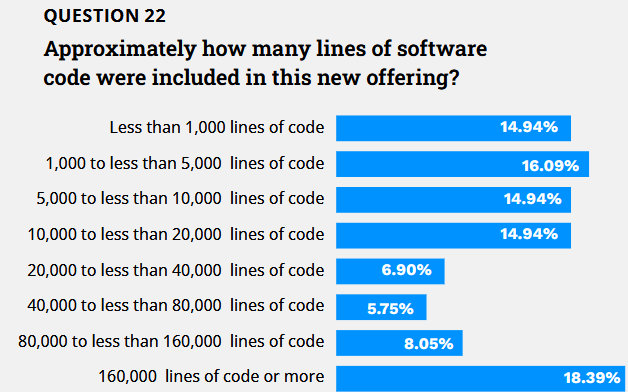 QUESTION 22
Approximately how many lines of software
code were included in this new offering?
Less than 1,000 lines of code 14.94%
1,000 to less than 5,000 lines of code 16.09%
5,000 to less than 10,000 lines of code 14.94%
10,000 to less than 20,000 lines of code 14.94%
20,000 to less than 40,000 lines of code 6.90%
40,000 to less than 80,000 lines of code 5.75%
80,000 to less than 160,000 lines of code 8.05%
160,000 lines of code or more 18.39%